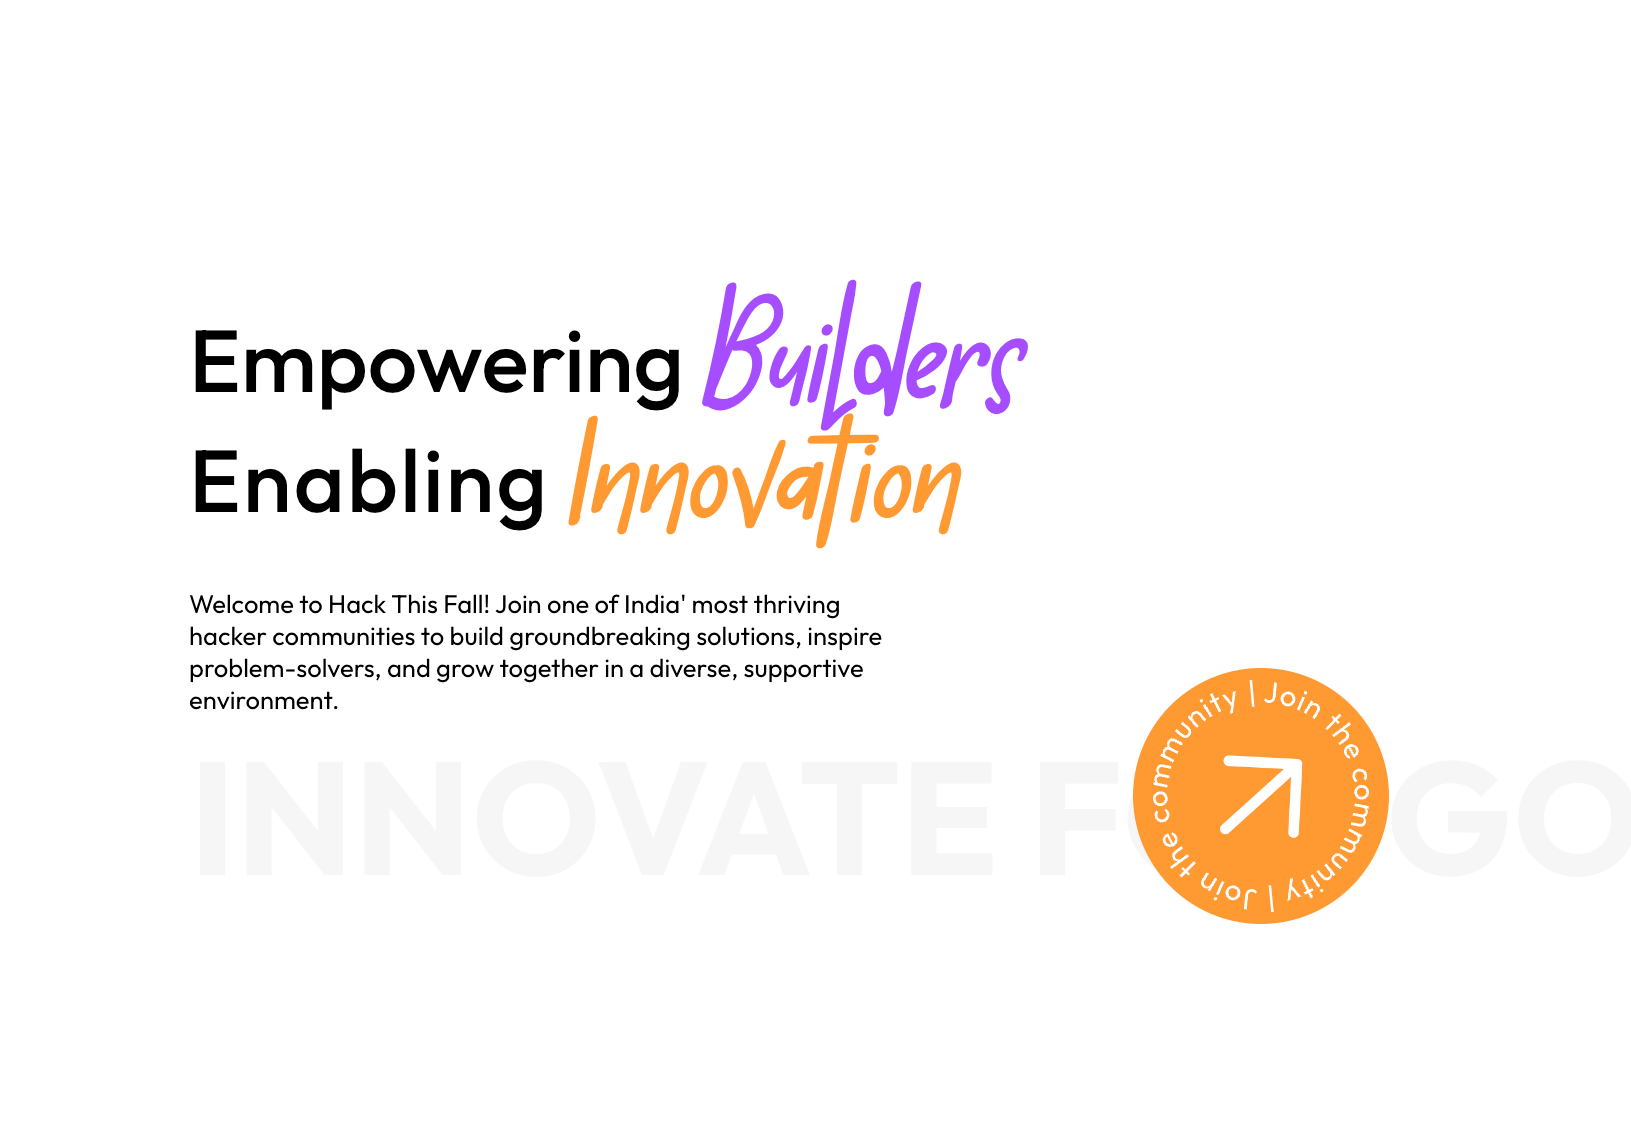 Empowering Builders
Enabling Innovation
Welcome to Hack This Fall! Join one of India' most thriving
hacker communities to build groundbreaking solutions, inspire
problem-solvers, and grow together in a diverse, supportive
environment.
INNOVATE F GO
Join the community | Join the community |